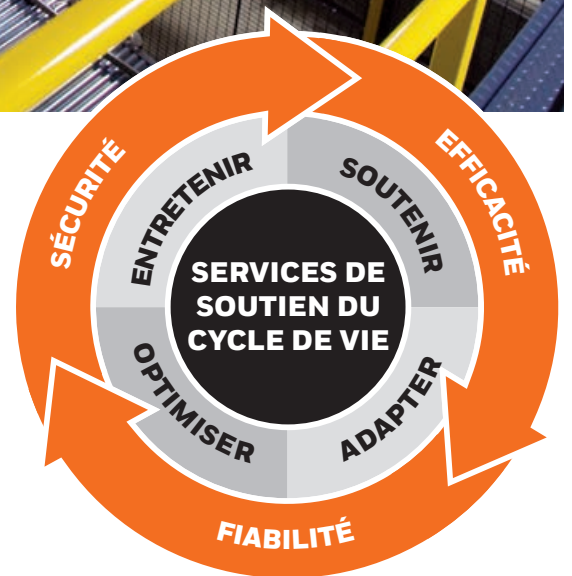 SÉCURITÉ
EFFICACITÉ
FIABILITÉ
ENTRETENIR
SOUTENIR
ADAPTER
OPTIMISER
SERVICES DE
SOUTIEN DU
CYCLE DE VIE